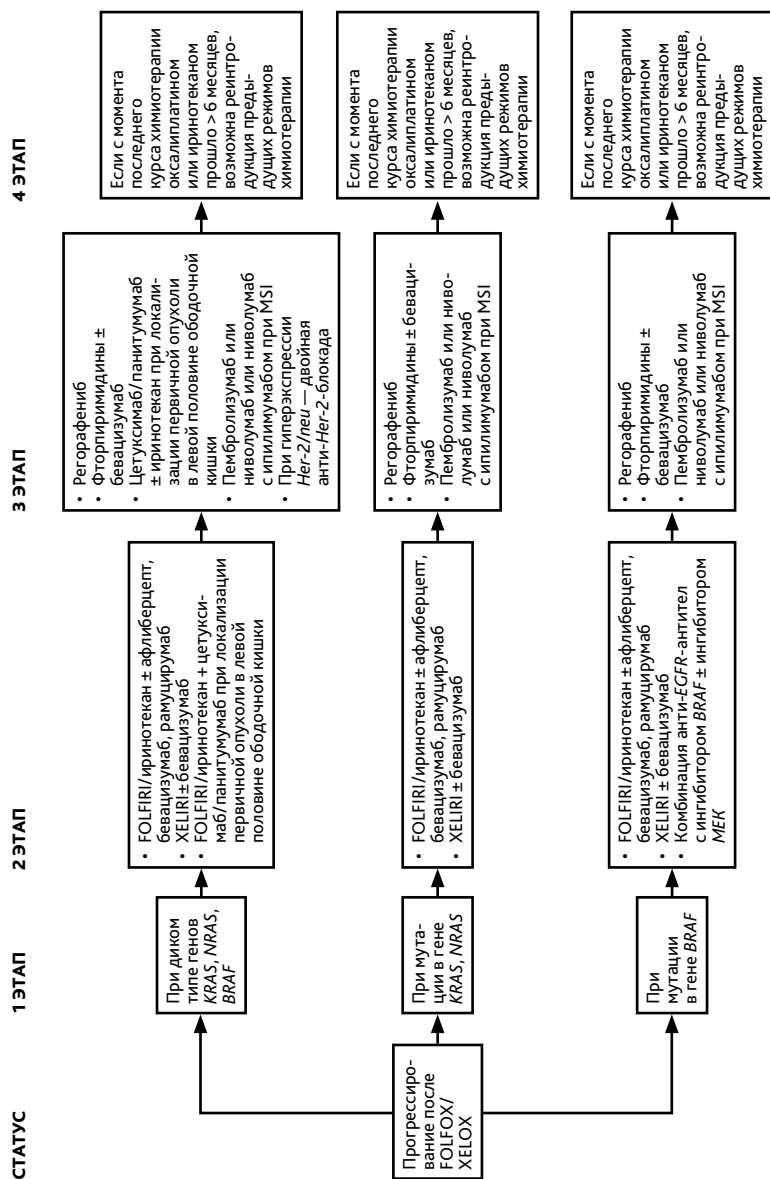 СТАТУС
1 ЭТАП
2 ЭТАП
3 ЭТАП
4 ЭТАП
Прогрессиро-
вание после
FOLFOX/
XELOX
При диком
типе генов
KRAS, NRAS,
BRAF
• FOLFIRI/иринотекан ± афлиберцепт,
бевацизумаб, рамуцирумаб
• XELIRI ± бевацизумаб
• FOLFIRI/иринотекан + цетукси-
маб/панитумумаб при локализации
первичной опухоли в левой
половине ободочной кишки
• Регорафениб
• Фторпиримидины ±
бевацизумаб
• Цетуксимаб/панитумумаб
± иринотекан при локали-
зации первичной опухоли
в левой половине ободочной
кишки
• Пембролизумаб или
ниволумаб или ниволумаб
с ипилимумабом при MSI
• При гиперэкспрессии
Her-2/neu — двойная
анти-Her-2-блокада
Если с момента
последнего
курса химиотерапии
оксалиплатином
или иринотеканом
прошло > 6 месяцев,
возможна реинтро-
дукция преды-
дущих режимов
химиотерапии
При мута-
ции в гене
KRAS, NRAS
• FOLFIRI/иринотекан ± афлиберцепт,
бевацизумаб, рамуцирумаб
• XELIRI ± бевацизумаб
• Регорафениб
• Фторпиримидины ± беваци-
зумаб
• Пембролизумаб или ниво-
лумаб или ниволумаб
с ипилимумабом при MSI
Если с момента
последнего
курса химиотерапии
оксалиплатином
или иринотеканом
прошло > 6 месяцев,
возможна реинтро-
дукция преды-
дущих режимов
химиотерапии
При
мутации
в гене BRAF
• FOLFIRI/иринотекан ± афлиберцепт,
бевацизумаб, рамуцирумаб
• XELIRI ± бевацизумаб
• Комбинация анти-EGFR-антител
с ингибитором BRAF ± ингибитором
MEK
• Регорафениб
• Фторпиримидины ±
бевацизумаб
• Пембролизумаб или
ниволумаб или ниволумаб
с ипилимумабом при MSI
Если с момента
последнего
курса химиотерапии
оксалиплатином
или иринотеканом
прошло > 6 месяцев,
возможна реинтро-
дукция преды-
дущих режимов
химиотерапии